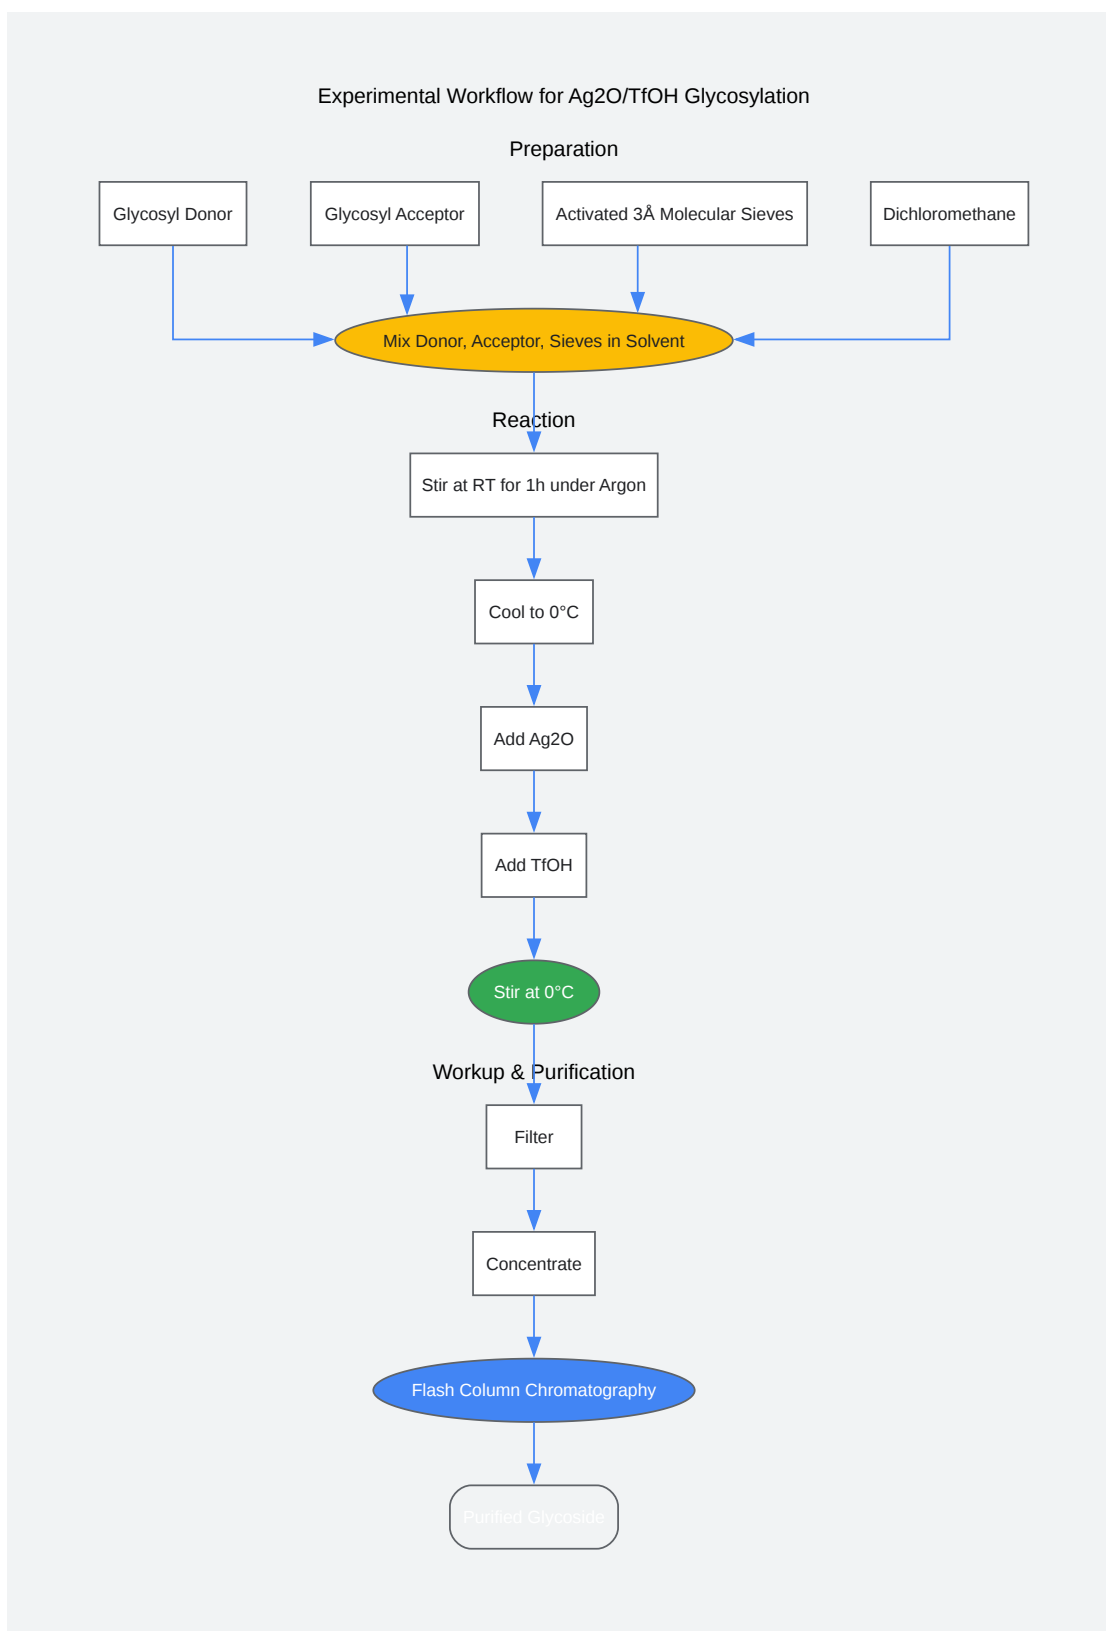 Experimental Workflow for Ag2O/TfOH Glycosylation
Preparation
Glycosyl Donor
Glycosyl Acceptor
Activated 3Å Molecular Sieves
Dichloromethane
Mix Donor, Acceptor, Sieves in Solvent
Reaction
Stir at RT for 1h under Argon
Cool to 0°C
Add Ag2O
Add TfOH
Stir at 0°C
Workup & Purification
Filter
Concentrate
Flash Column Chromatography
Purified Glycoside